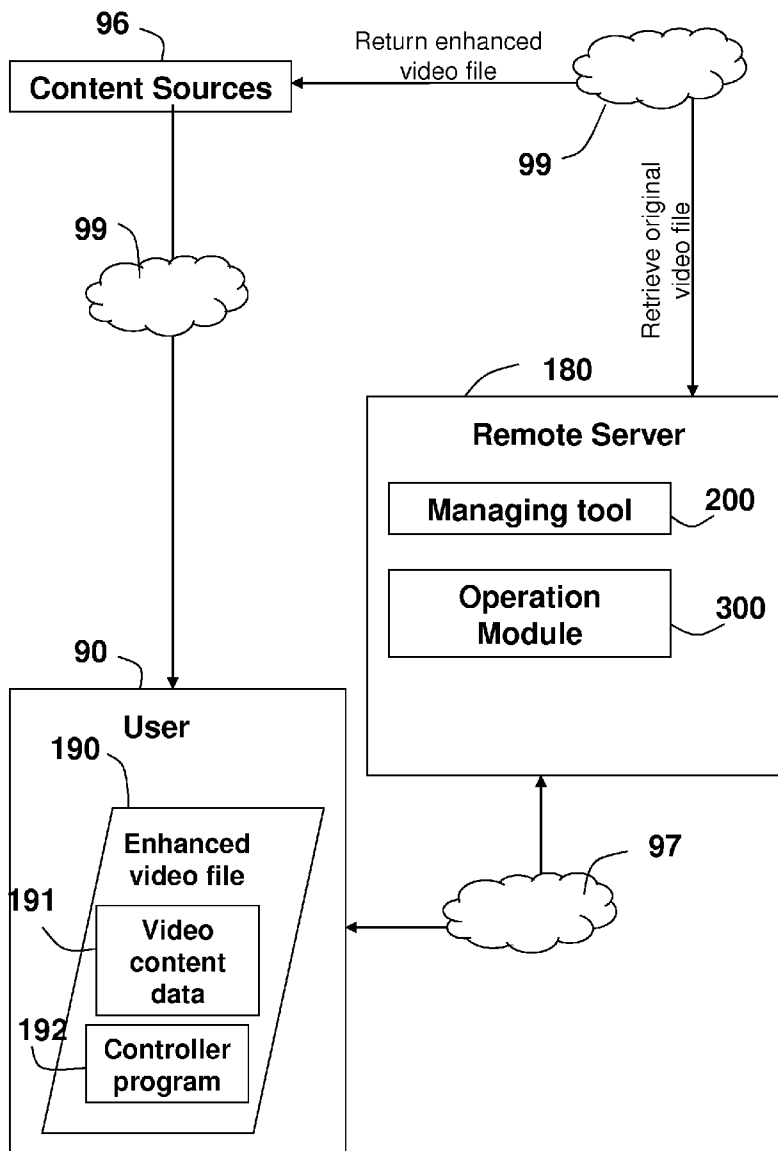 96
Return enhanced
video file
Content Sources
99
99
Retrieve original
video file
180
Remote Server
Managing tool
200
Operation
Module
300
90
User
190
Enhanced
video file
97
191
Video
content
data
192
Controller
program